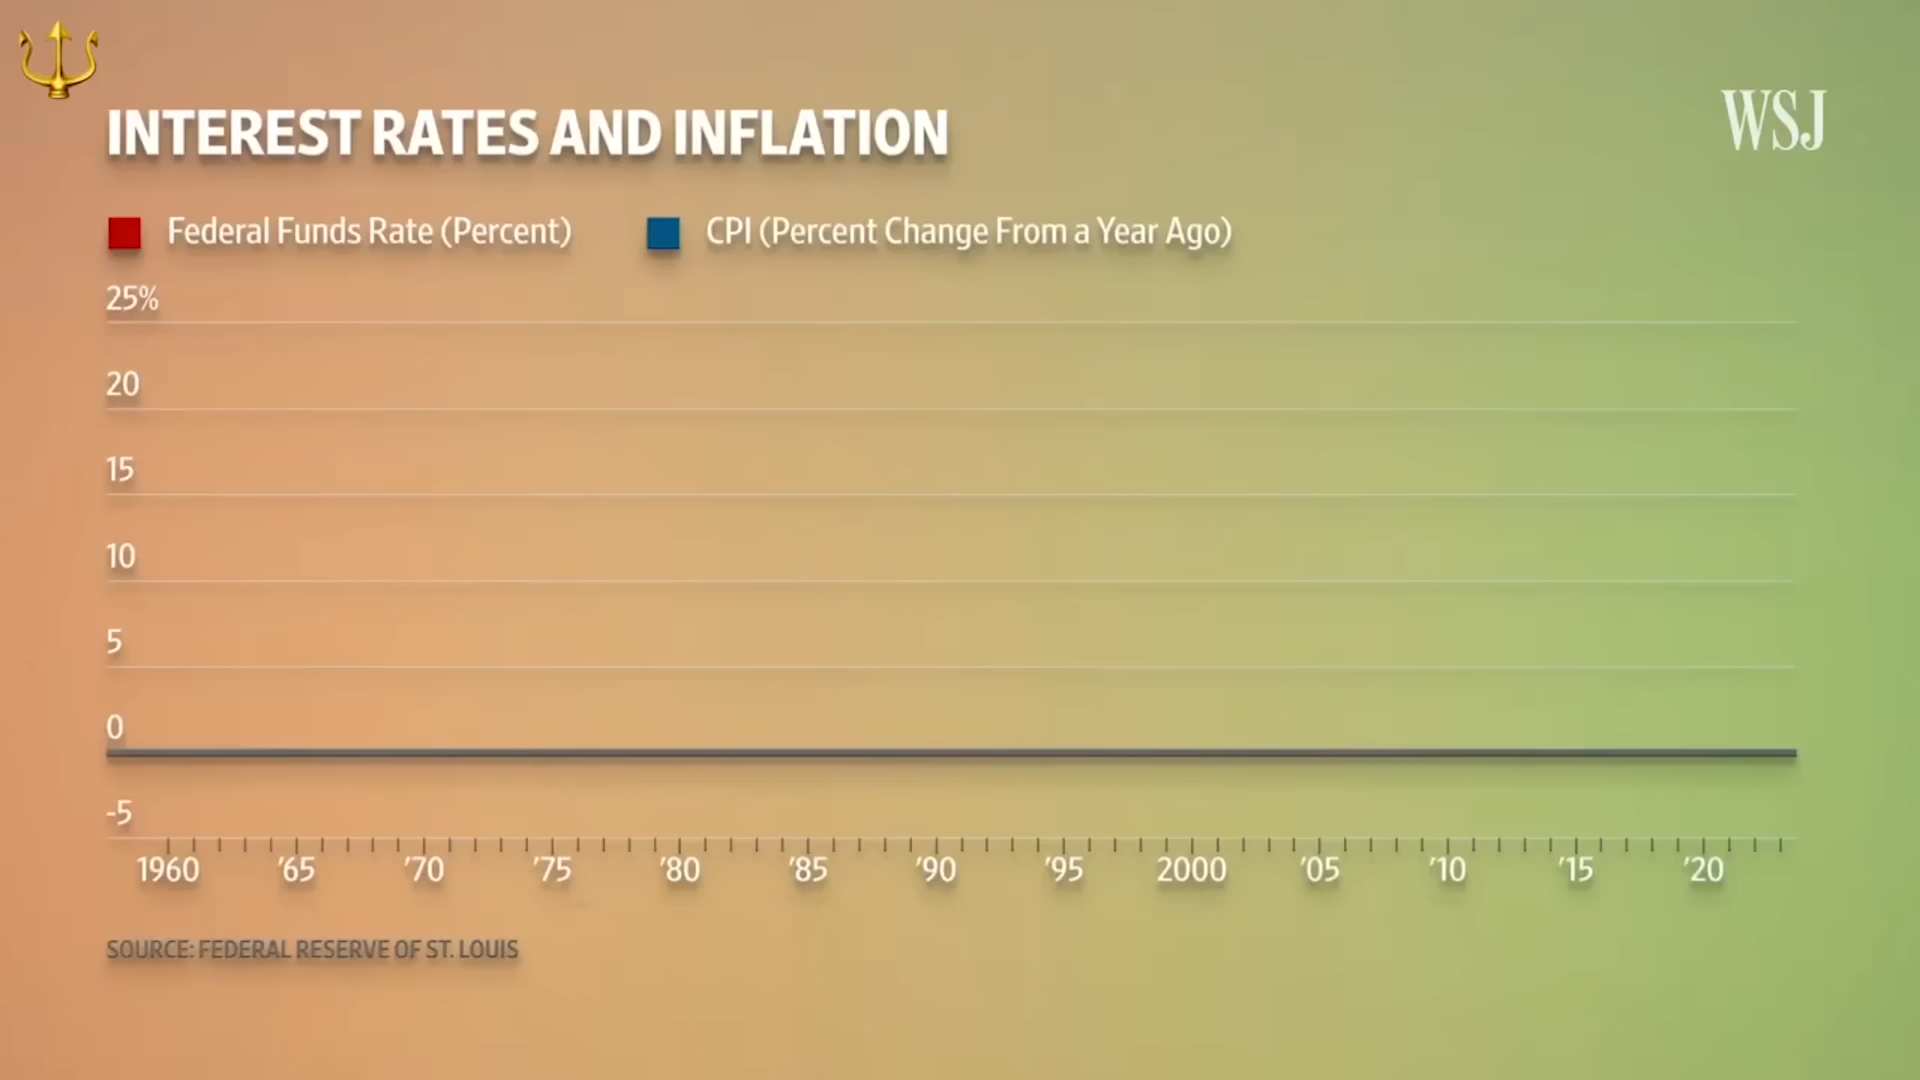 INTEREST RATES AND INFLATION
WSJ
Federal Funds Rate (Percent)
CPI (Percent Change From a Year Ago)
25%
20
15
10
5
0
-5
1960 ’65 ’70 ’75 ’80 ’85 ’90 ’95 2000 ’05 ’10 ’15 ’20
SOURCE: FEDERAL RESERVE OF ST. LOUIS